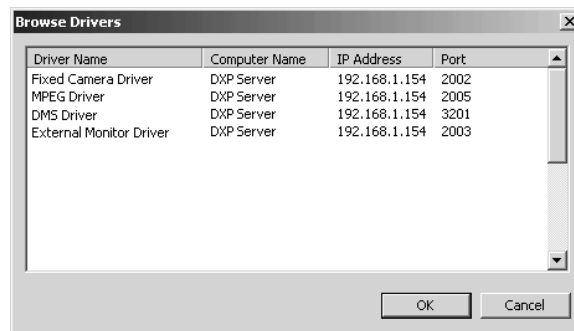 Browse Drivers
Driver Name Computer Name IP Address Port
Fixed Camera Driver DXP Server 192.168.1.154 2002
MPEG Driver DXP Server 192.168.1.154 2005
DMS Driver DXP Server 192.168.1.154 3201
External Monitor Driver DXP Server 192.168.1.154 2003
OK Cancel